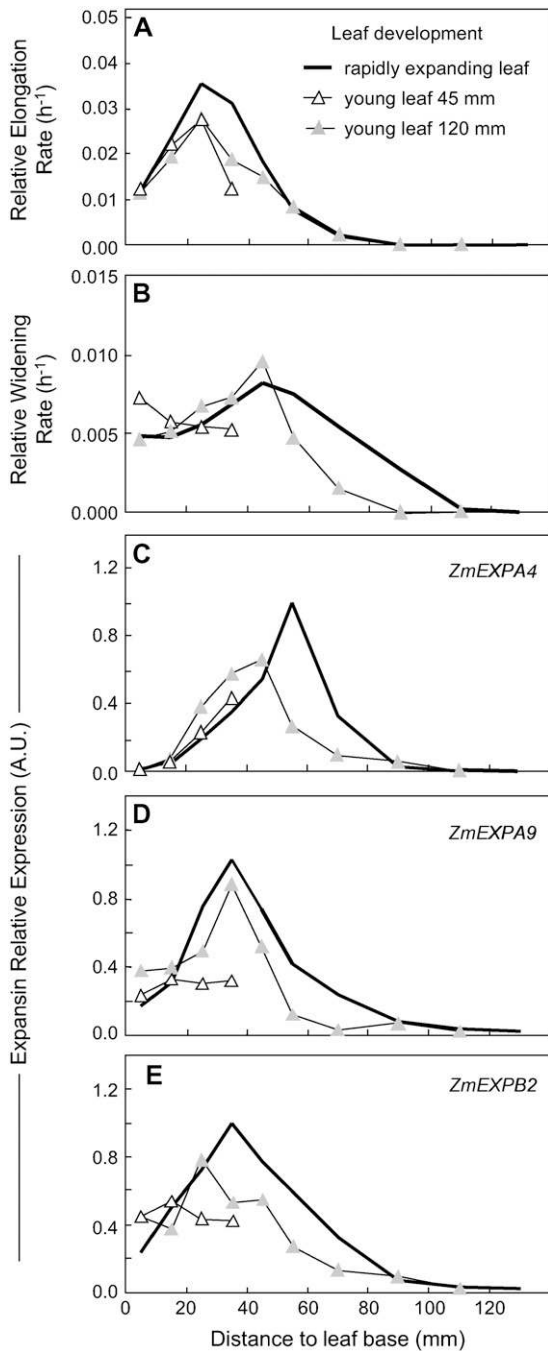 A
Leaf development
rapidly expanding leaf
young leaf 45 mm
young leaf 120 mm
Relative Elongation
Rate (h-1)
0.05
0.04
0.03
0.02
0.01
0.00
B
Relative Widening
Rate (h-1)
0.015
0.010
0.005
0.000
C
ZmEXPA4
1.2
0.8
0.4
0.0
Expansin Relative Expression (A.U.)
D
ZmEXPA9
1.2
0.8
0.4
0.0
E
ZmEXPB2
1.2
0.8
0.4
0.0
0 20 40 60 80 100 120
Distance to leaf base (mm)